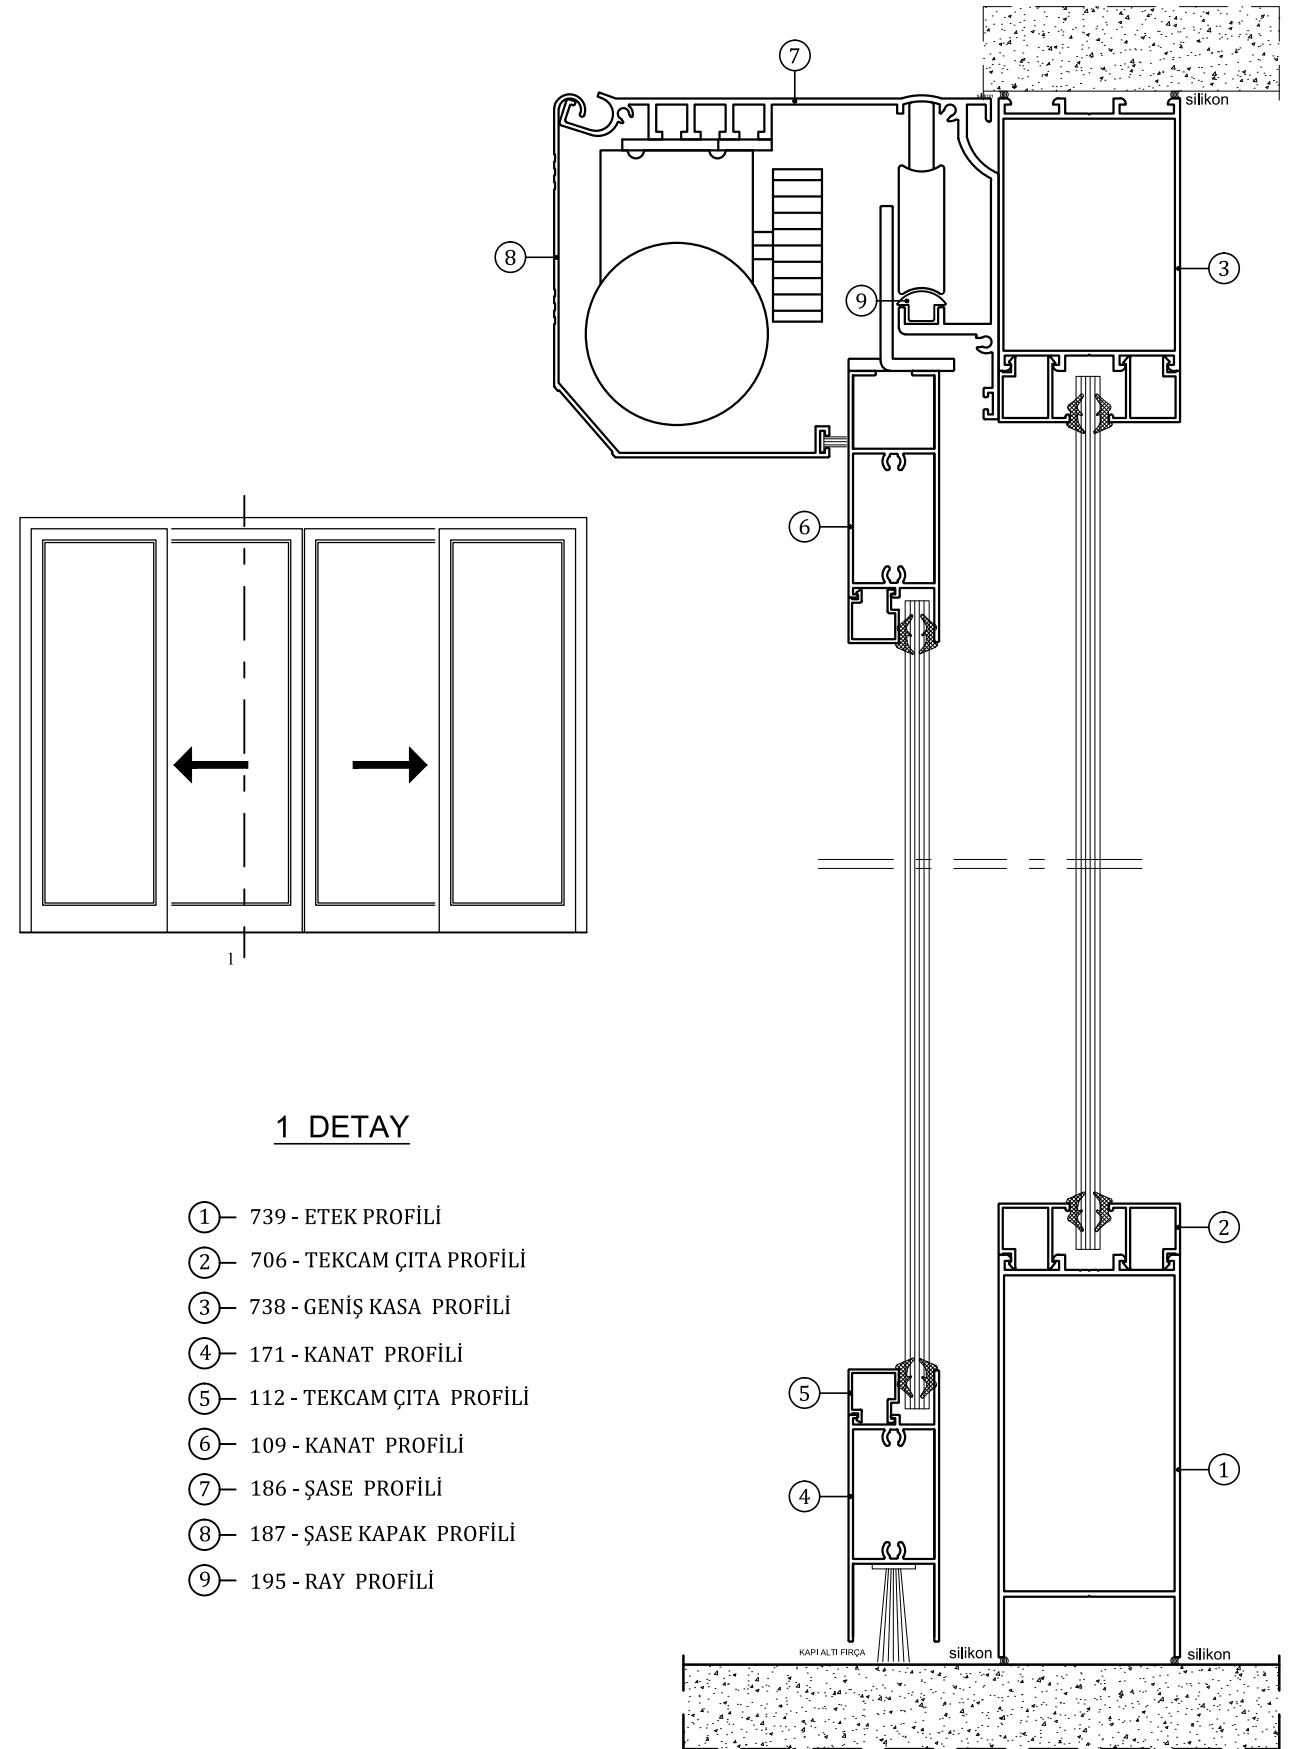 7
silikon
silikon
8
3
9
6
1
1 DETAY
1 739 - ETEK PROFİLİ
2 706 - TEKCAM ÇITA PROFİLİ
3 738 - GENİŞ KASA PROFİLİ
4 171 - KANAT PROFİLİ
5 112 - TEKCAM ÇITA PROFİLİ
6 109 - KANAT PROFİLİ
7 186 - ŞASE PROFİLİ
8 187 - ŞASE KAPAK PROFİLİ
9 195 - RAY PROFİLİ
2
5
1
4
KAPI ALTI FIRÇA
silikon
silikon